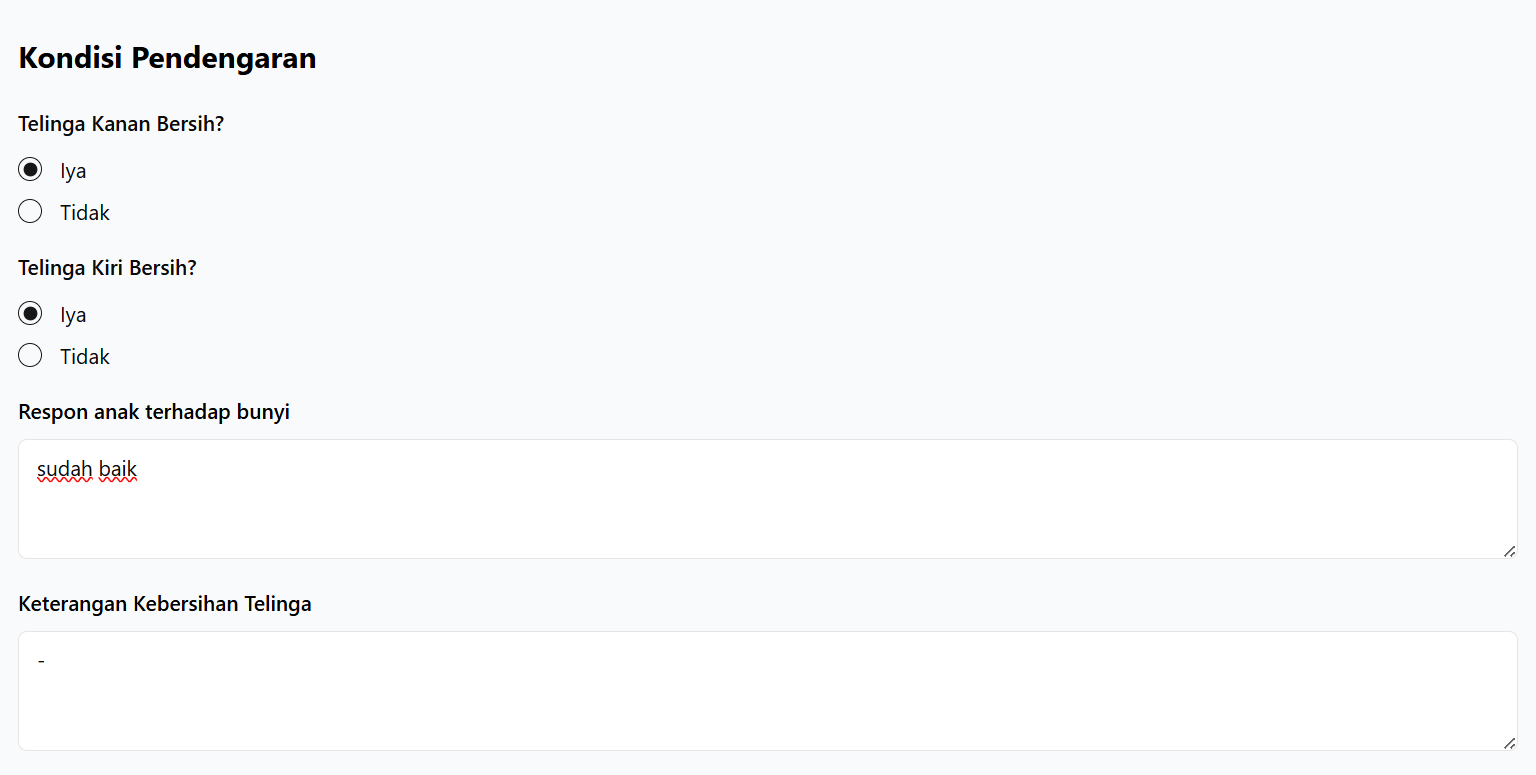 Kondisi Pendengaran
Telinga Kanan Bersih?
Iya
Tidak
Telinga Kiri Bersih?
Iya
Tidak
Respon anak terhadap bunyi
sudah baik
Keterangan Kebersihan Telinga
-